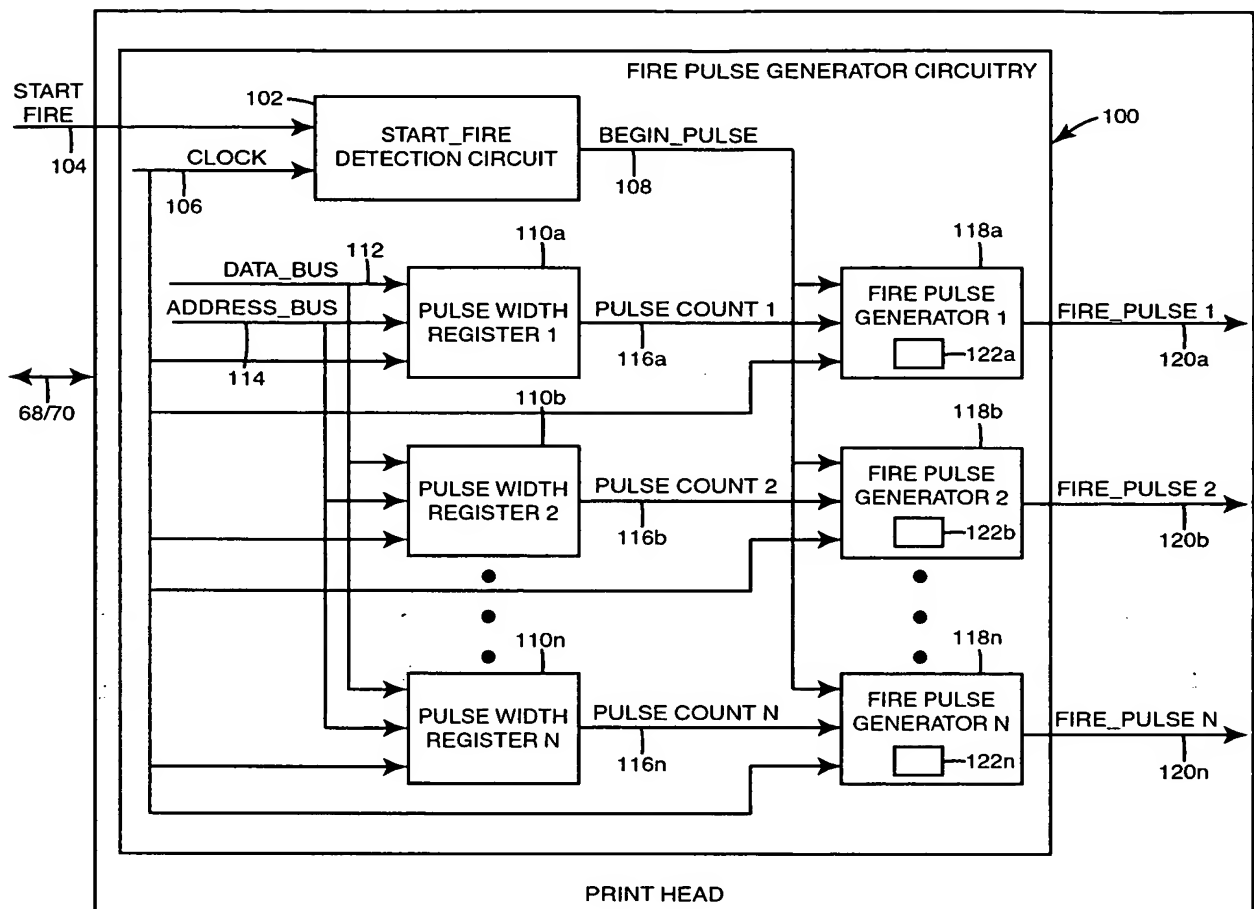 FIRE PULSE GENERATOR CIRCUITRY
START
FIRE
104
102
START_FIRE
DETECTION CIRCUIT
BEGIN_PULSE
108
100
CLOCK
106
DATA_BUS
112
ADDRESS_BUS
114
68/70
110a
PULSE WIDTH
REGISTER 1
PULSE COUNT 1
116a
118a
FIRE PULSE
GENERATOR 1
122a
FIRE_PULSE 1
120a
110b
PULSE WIDTH
REGISTER 2
PULSE COUNT 2
116b
118b
FIRE PULSE
GENERATOR 2
122b
FIRE_PULSE 2
120b
110n
PULSE WIDTH
REGISTER N
PULSE COUNT N
116n
118n
FIRE PULSE
GENERATOR N
122n
FIRE_PULSE N
120n
PRINT HEAD